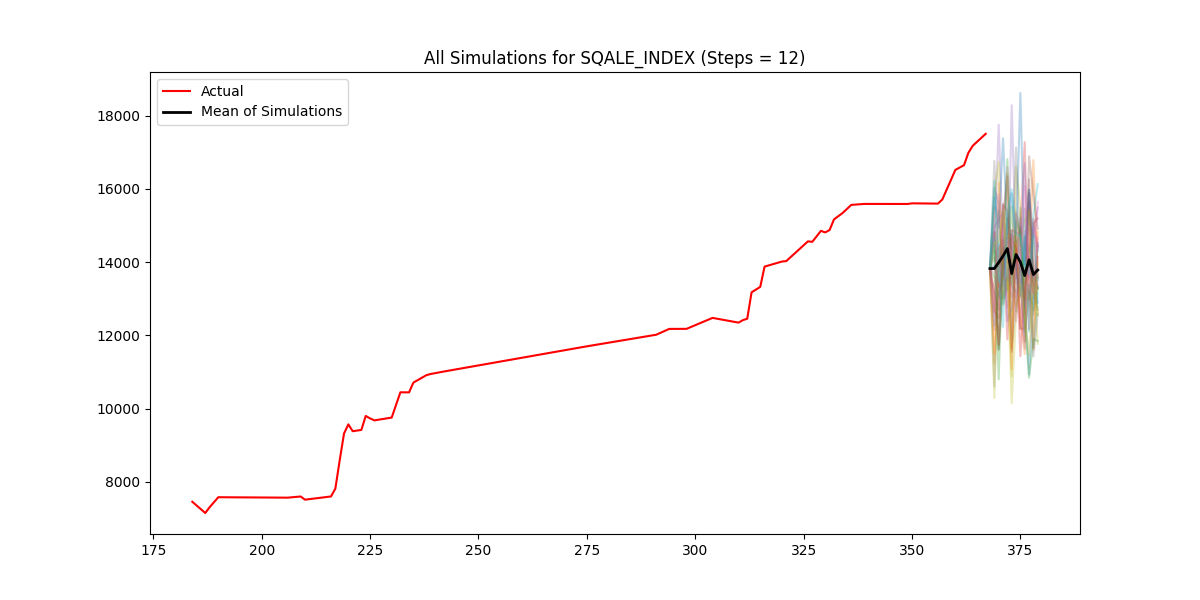 All Simulations for SQALE_INDEX (Steps = 12)
Actual
Mean of Simulations
18000
16000
14000
12000
10000
8000
175 200 225 250 275 300 325 350 375